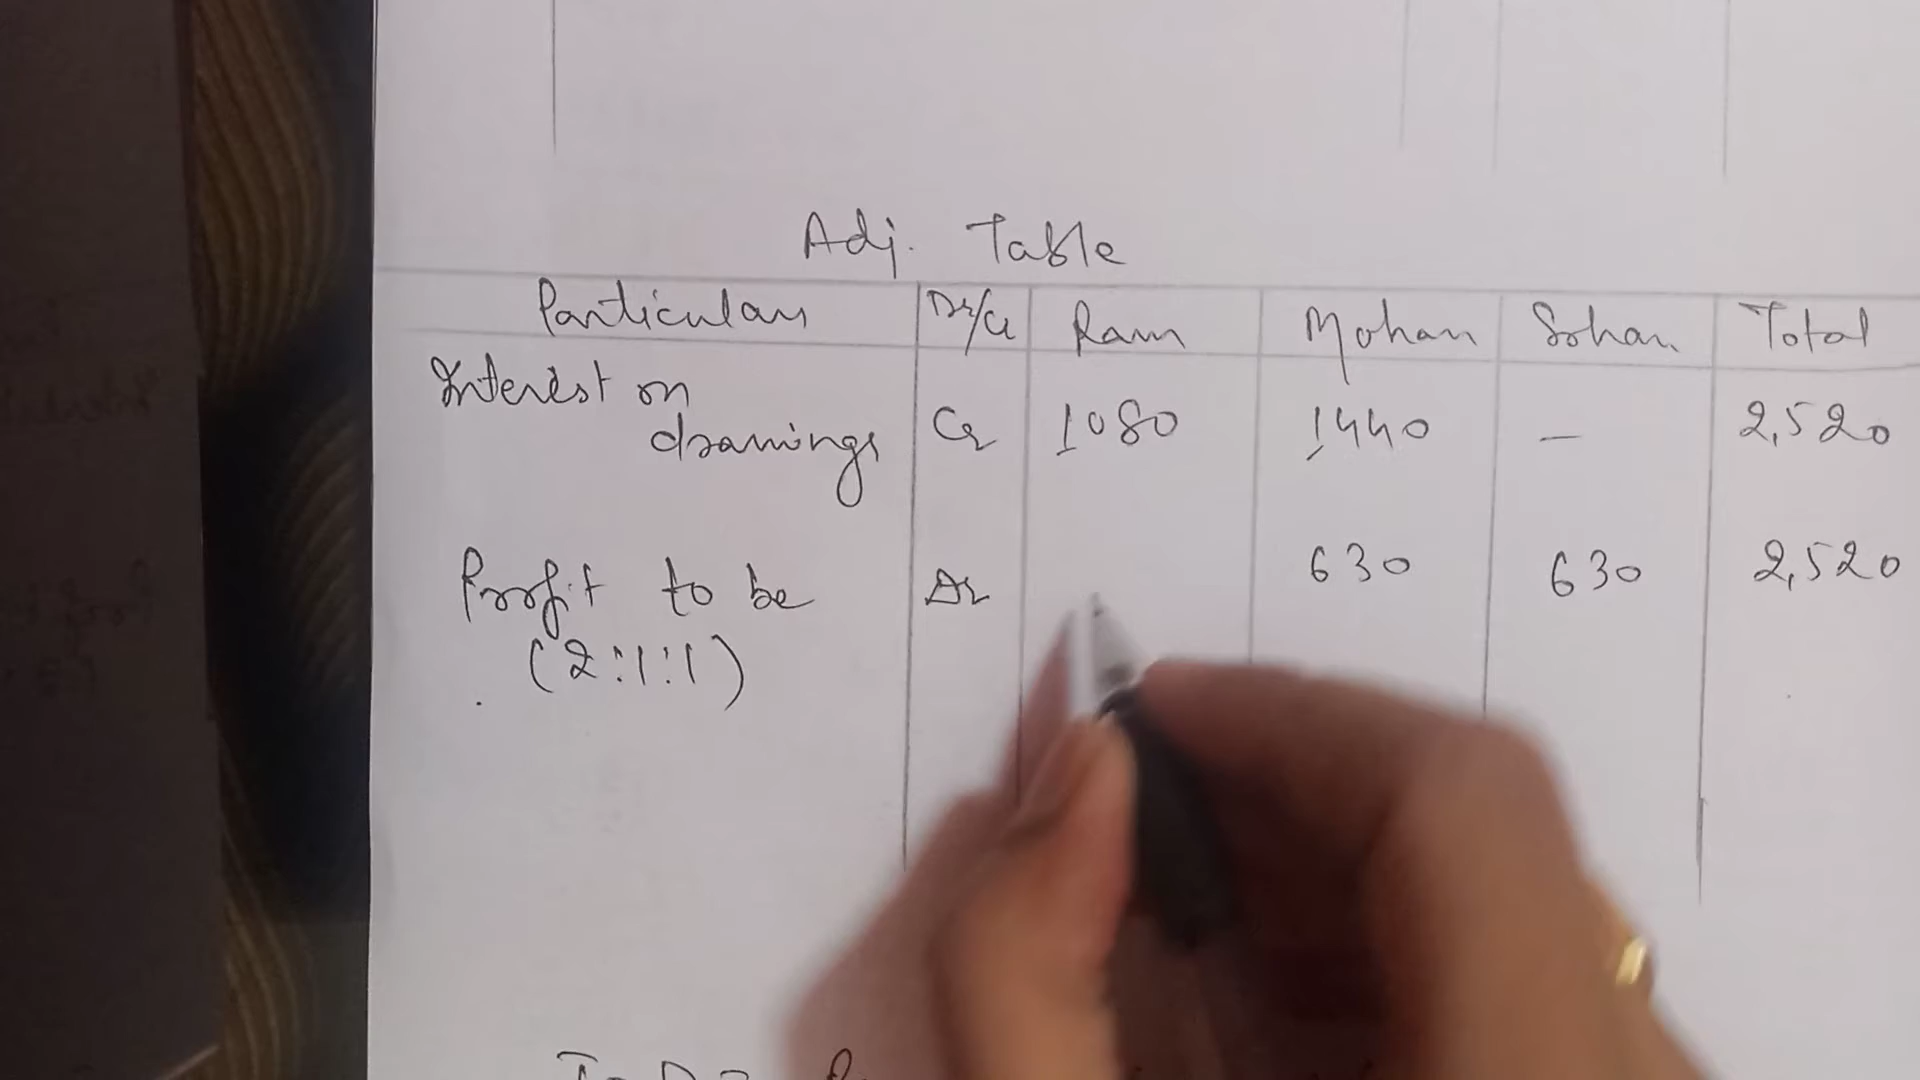 Adj. Table
Particulars Dr/Cr Ram Mohan Sohan Total
Interest on
drawings Cr 1080 1440 — 2,520
Profit to be Dr 630 630 2,520
(2:1:1)